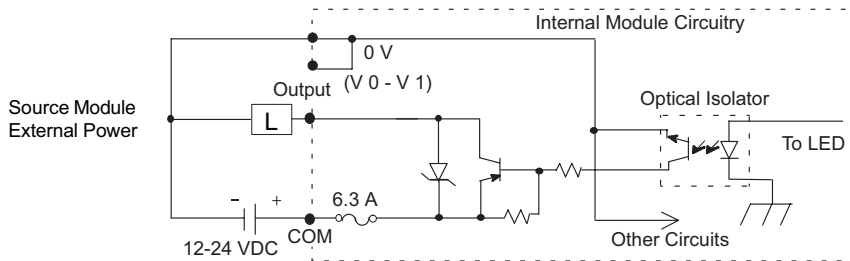 Internal Module Circuitry
0 V
(V 0 - V 1)
Output
Optical Isolator
Source Module
External Power
L
To LED
- +
6.3 A
COM
12-24 VDC
Other Circuits